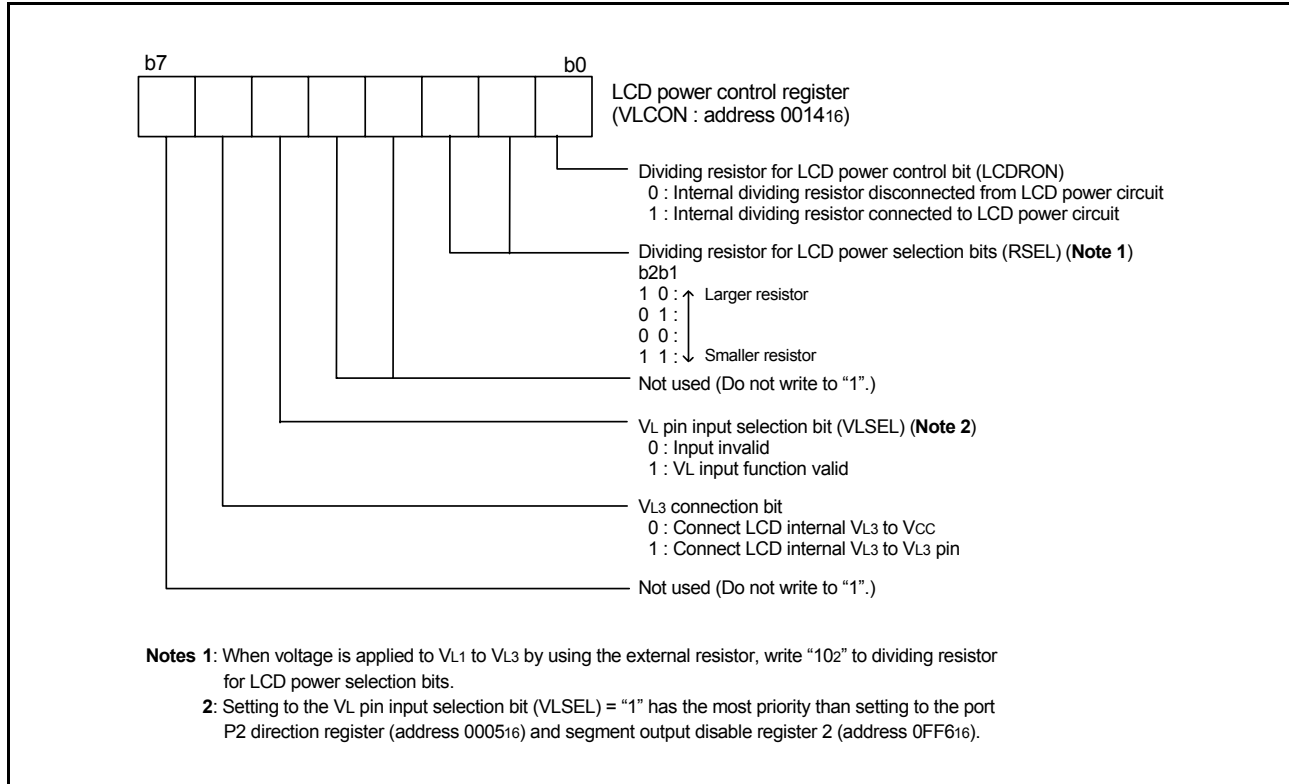 b7 b0
LCD power control register
(VLCON : address 001416)
Dividing resistor for LCD power control bit (LCDRON)
0 : Internal dividing resistor disconnected from LCD power circuit
1 : Internal dividing resistor connected to LCD power circuit
Dividing resistor for LCD power selection bits (RSEL) (Note 1)
b2b1
1 0 : Larger resistor
0 1 :
0 0 :
1 1 : Smaller resistor
Not used (Do not write to “1”.)
VL pin input selection bit (VLSEL) (Note 2)
0 : Input invalid
1 : VL input function valid
VL3 connection bit
0 : Connect LCD internal VL3 to VCC
1 : Connect LCD internal VL3 to VL3 pin
Not used (Do not write to “1”.)
Notes 1: When voltage is applied to VL1 to VL3 by using the external resistor, write “102” to dividing resistor
for LCD power selection bits.
2: Setting to the VL pin input selection bit (VLSEL) = “1” has the most priority than setting to the port
P2 direction register (address 000516) and segment output disable register 2 (address 0FF616).